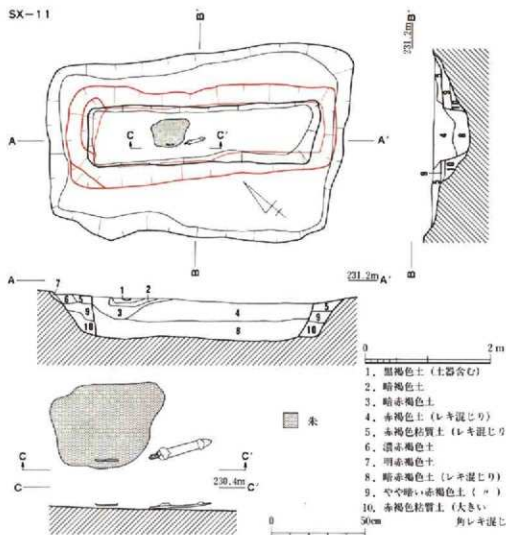 SX-11
B'
231.2m
A
A'
C
C'
B
B
231.2m
A
A'
7
6
5
1
2
3
4
5
9
9
8
10
10
0
2m
1. 黒褐色土(土器含む)
2. 暗褐色土
3. 暗赤褐色土
4. 赤褐色土(レキ混じり)
5. 赤褐色粘質土(レキ混じり
6. 濃赤褐色土
7. 明赤褐色土
8. 暗赤褐色土(レキ混じり)
9. やや暗い赤褐色土(〃)
10. 赤褐色粘質土(大きい
角レキ混じ
朱
C
C'
C
230.4m
C'
0
50cm